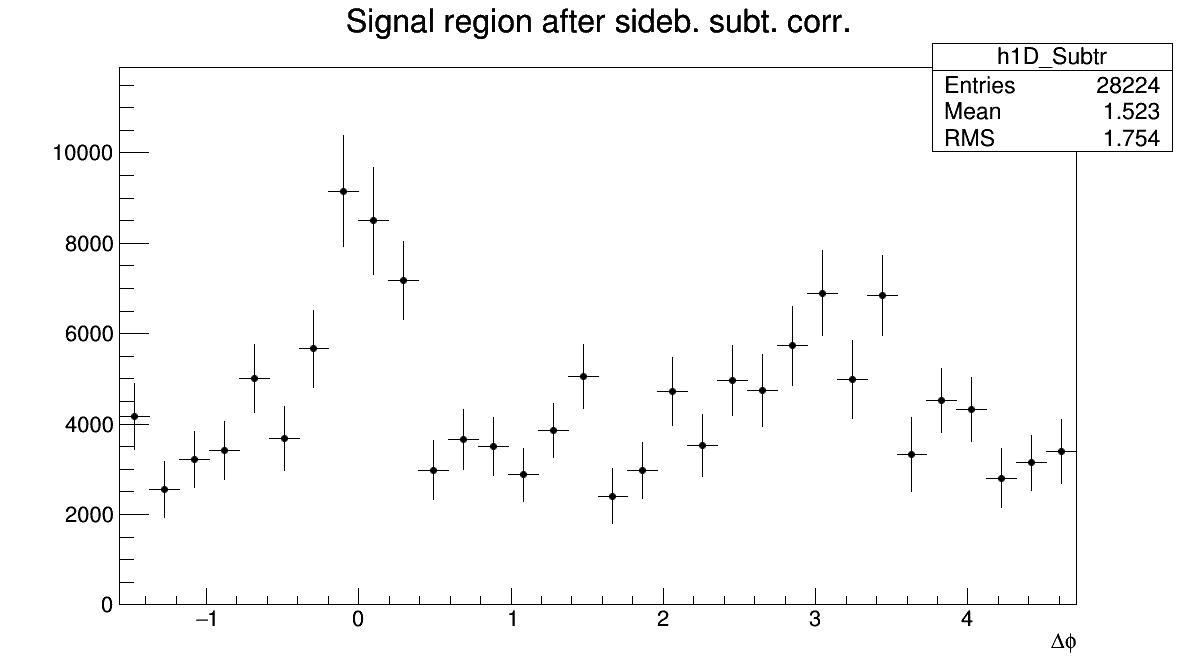 Signal region after sideb. subt. corr.
h1D_Subtr
Entries 28224
Mean 1.523
RMS 1.754
10000
8000
6000
4000
2000
0
−1 0 1 2 3 4
Δϕ